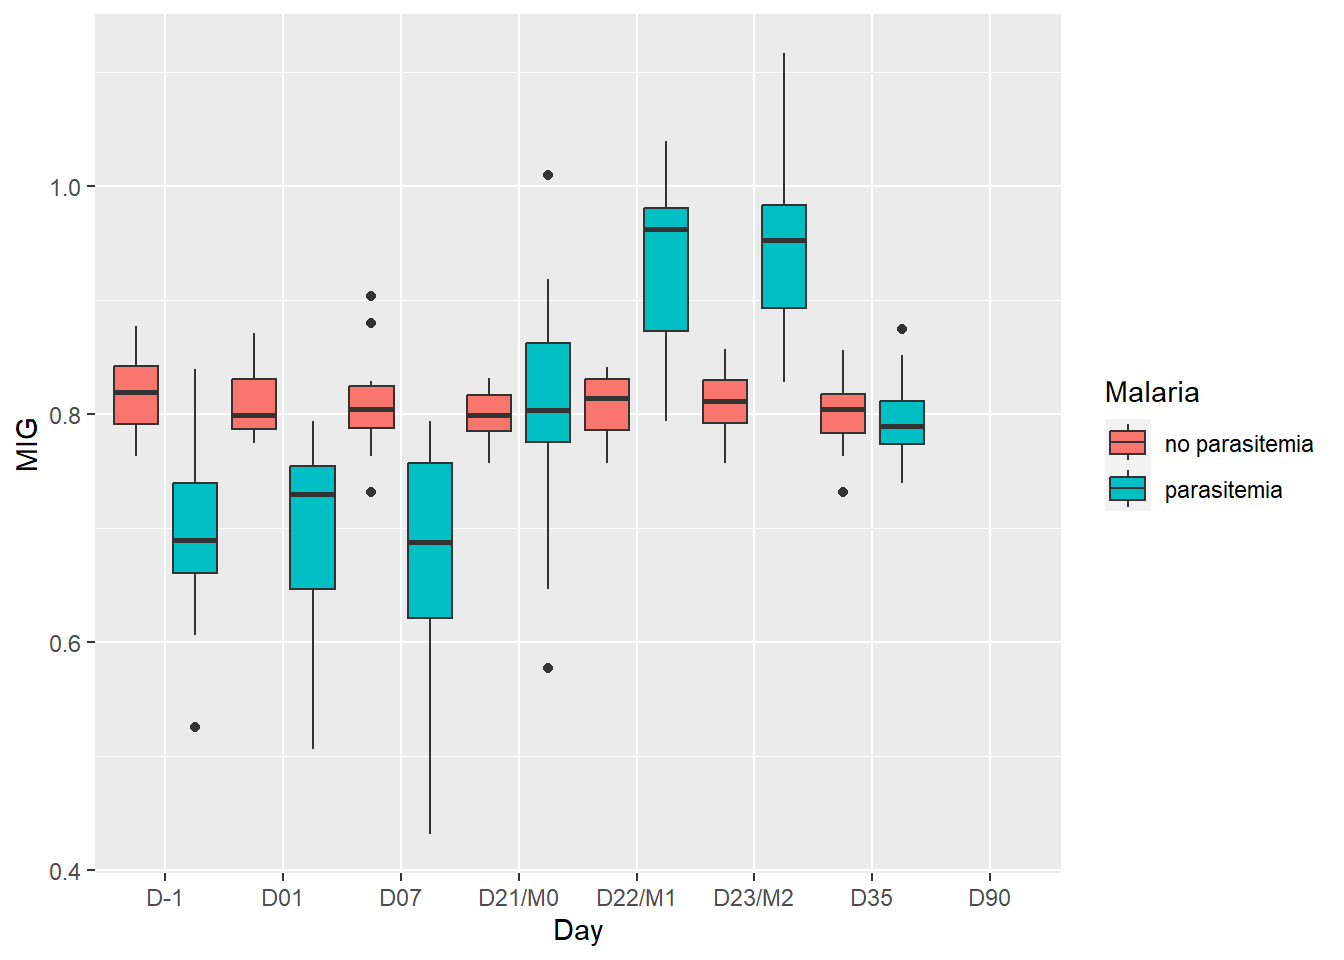 1.0
0.8
0.6
0.4
MIG
D-1 D01 D07 D21/M0 D22/M1 D23/M2 D35 D90
Day
Malaria
no parasitemia
parasitemia